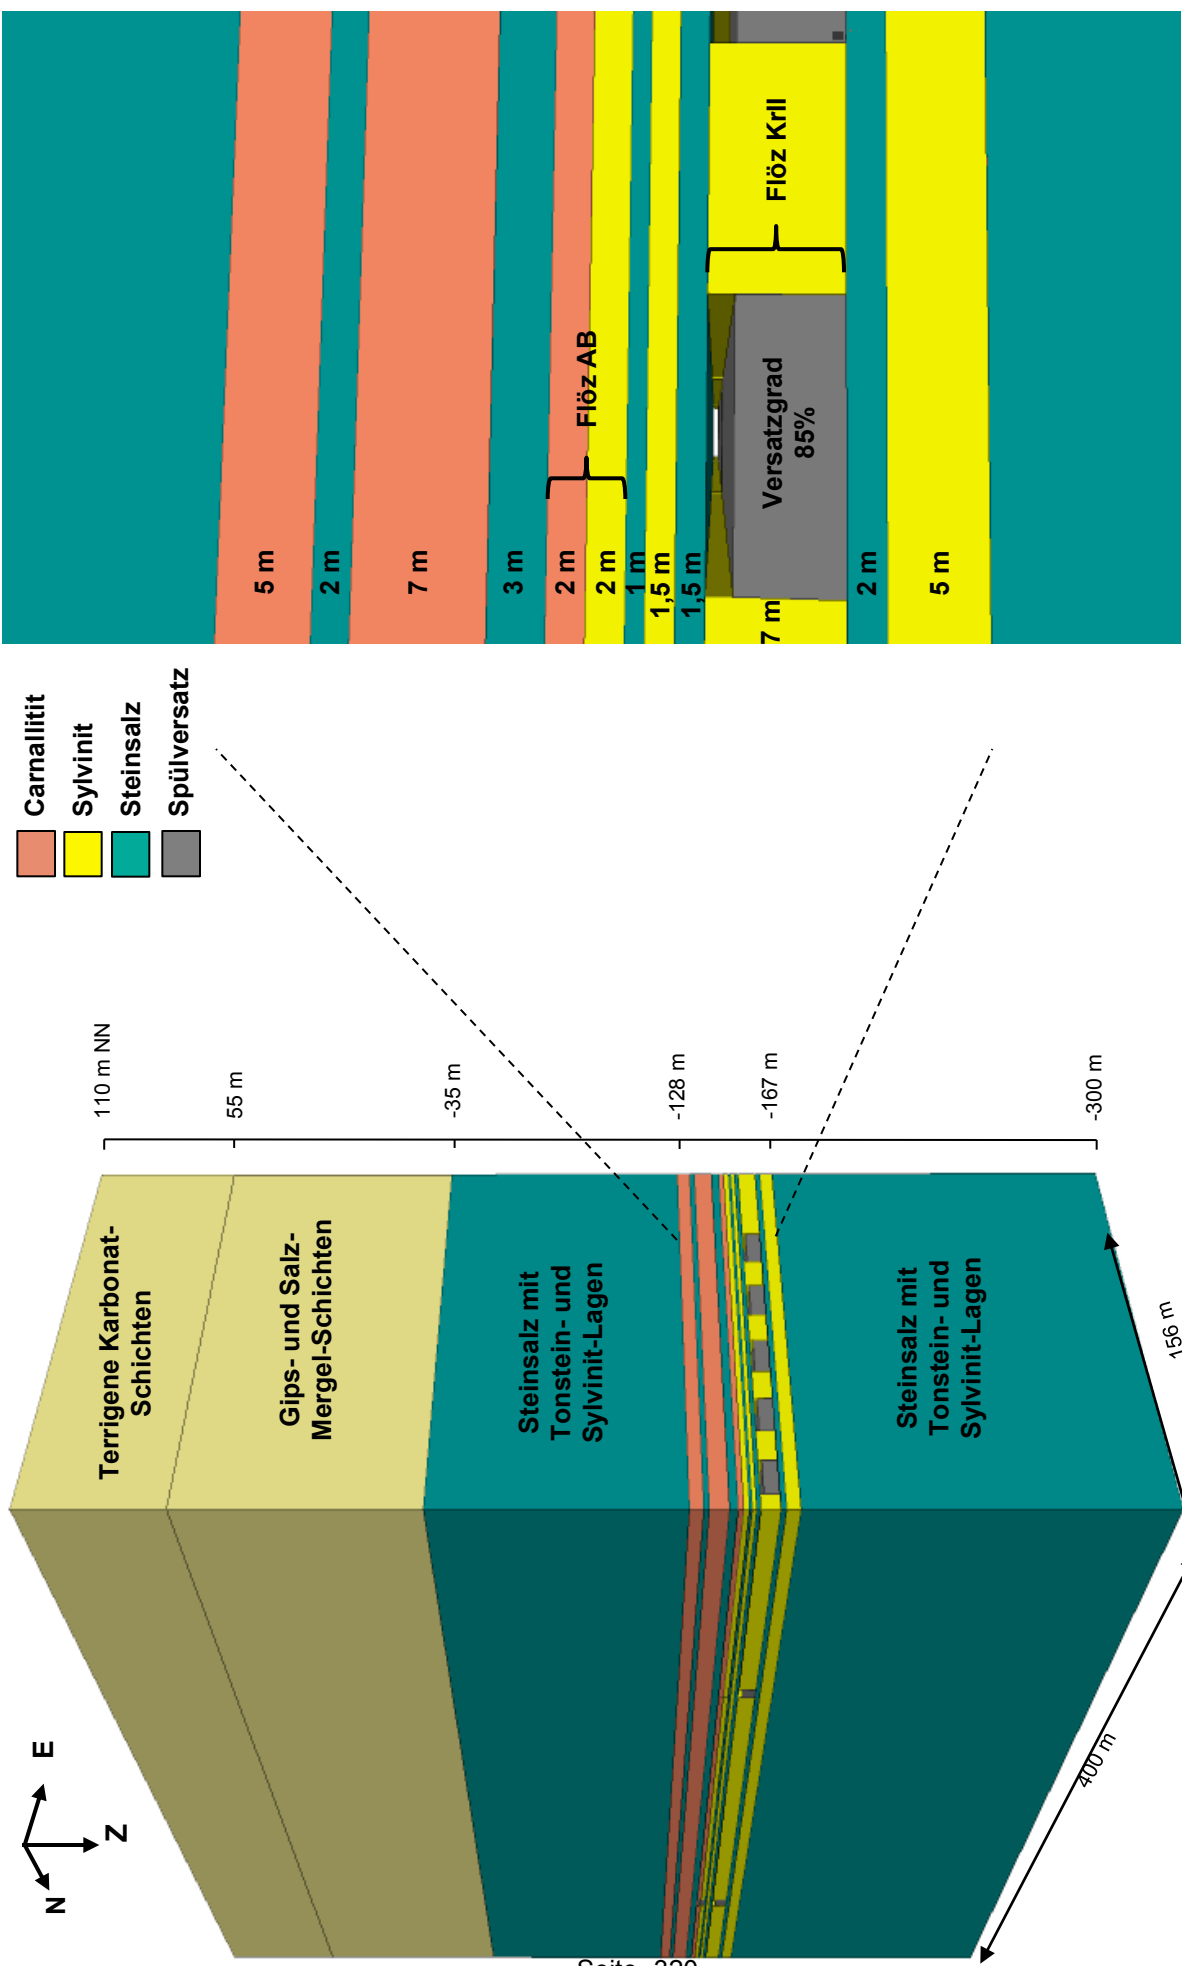 N
E
Z
Terrigene Karbonat-
Schichten
Gips- und Salz-
Mergel-Schichten
Steinsalz mit
Tonstein- und
Sylvinit-Lagen
Steinsalz mit
Tonstein- und
Sylvinit-Lagen
110 m NN
55 m
-35 m
-128 m
-167 m
-300 m
156 m
400 m
Carnallitit
Sylvinit
Steinsalz
Spülversatz
5 m
2 m
7 m
3 m
2 m
2 m
1 m
1,5 m
1,5 m
7 m
2 m
5 m
Flöz AB
Flöz KrII
Versatzgrad
85%